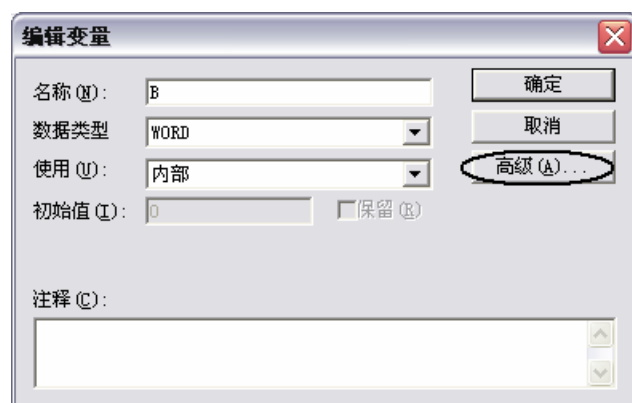 编辑变量
名称(N): B 确定
数据类型 WORD 取消
使用(U): 内部 高级(A)...
初始值(I): 0 保留(R)
注释(C):